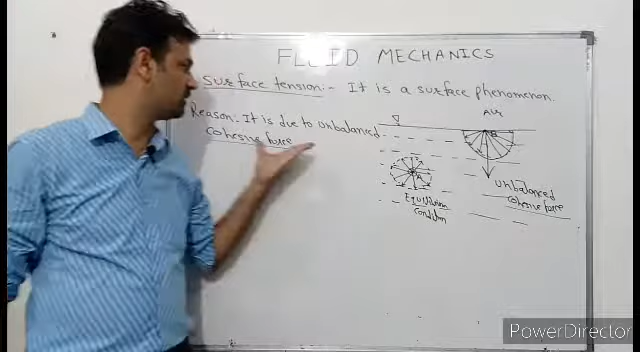 FLUID MECHANICS
Surface tension:- It is a surface phenomenon.
Reason: It is due to unbalanced
cohesive force
Air
B
A
Equilibrium
condition
Unbalanced
cohesive force
PowerDirector